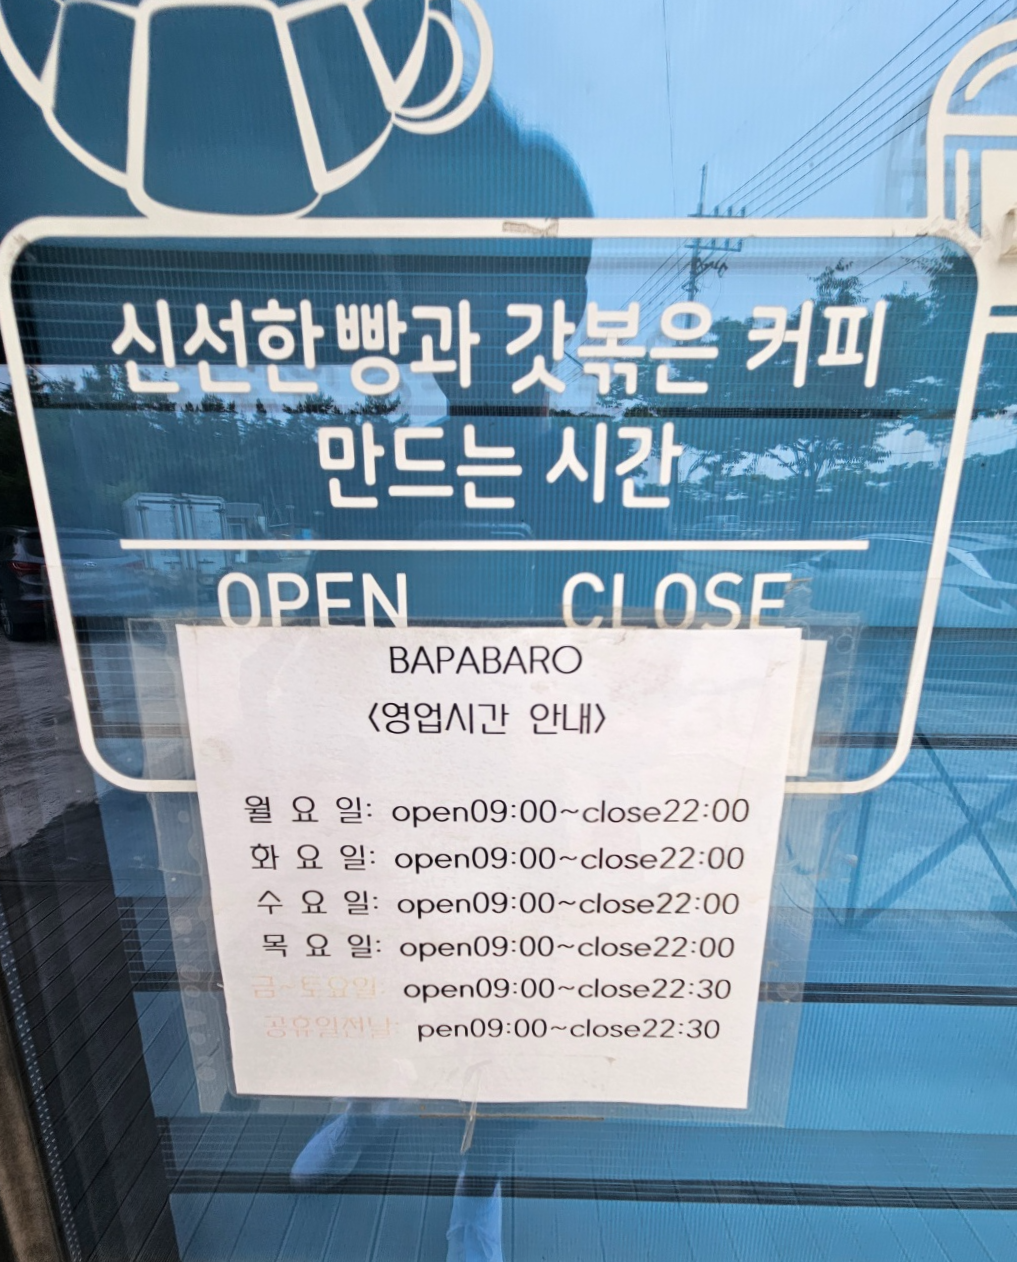 신선한 빵과 갓볶은 커피
만드는 시간
OPEN CLOSE
BAPABARO
<영업시간 안내>
월 요 일: open09:00~close22:00
화 요 일: open09:00~close22:00
수 요 일: open09:00~close22:00
목 요 일: open09:00~close22:00
금~토요일: open09:00~close22:30
공휴일전날: pen09:00~close22:30